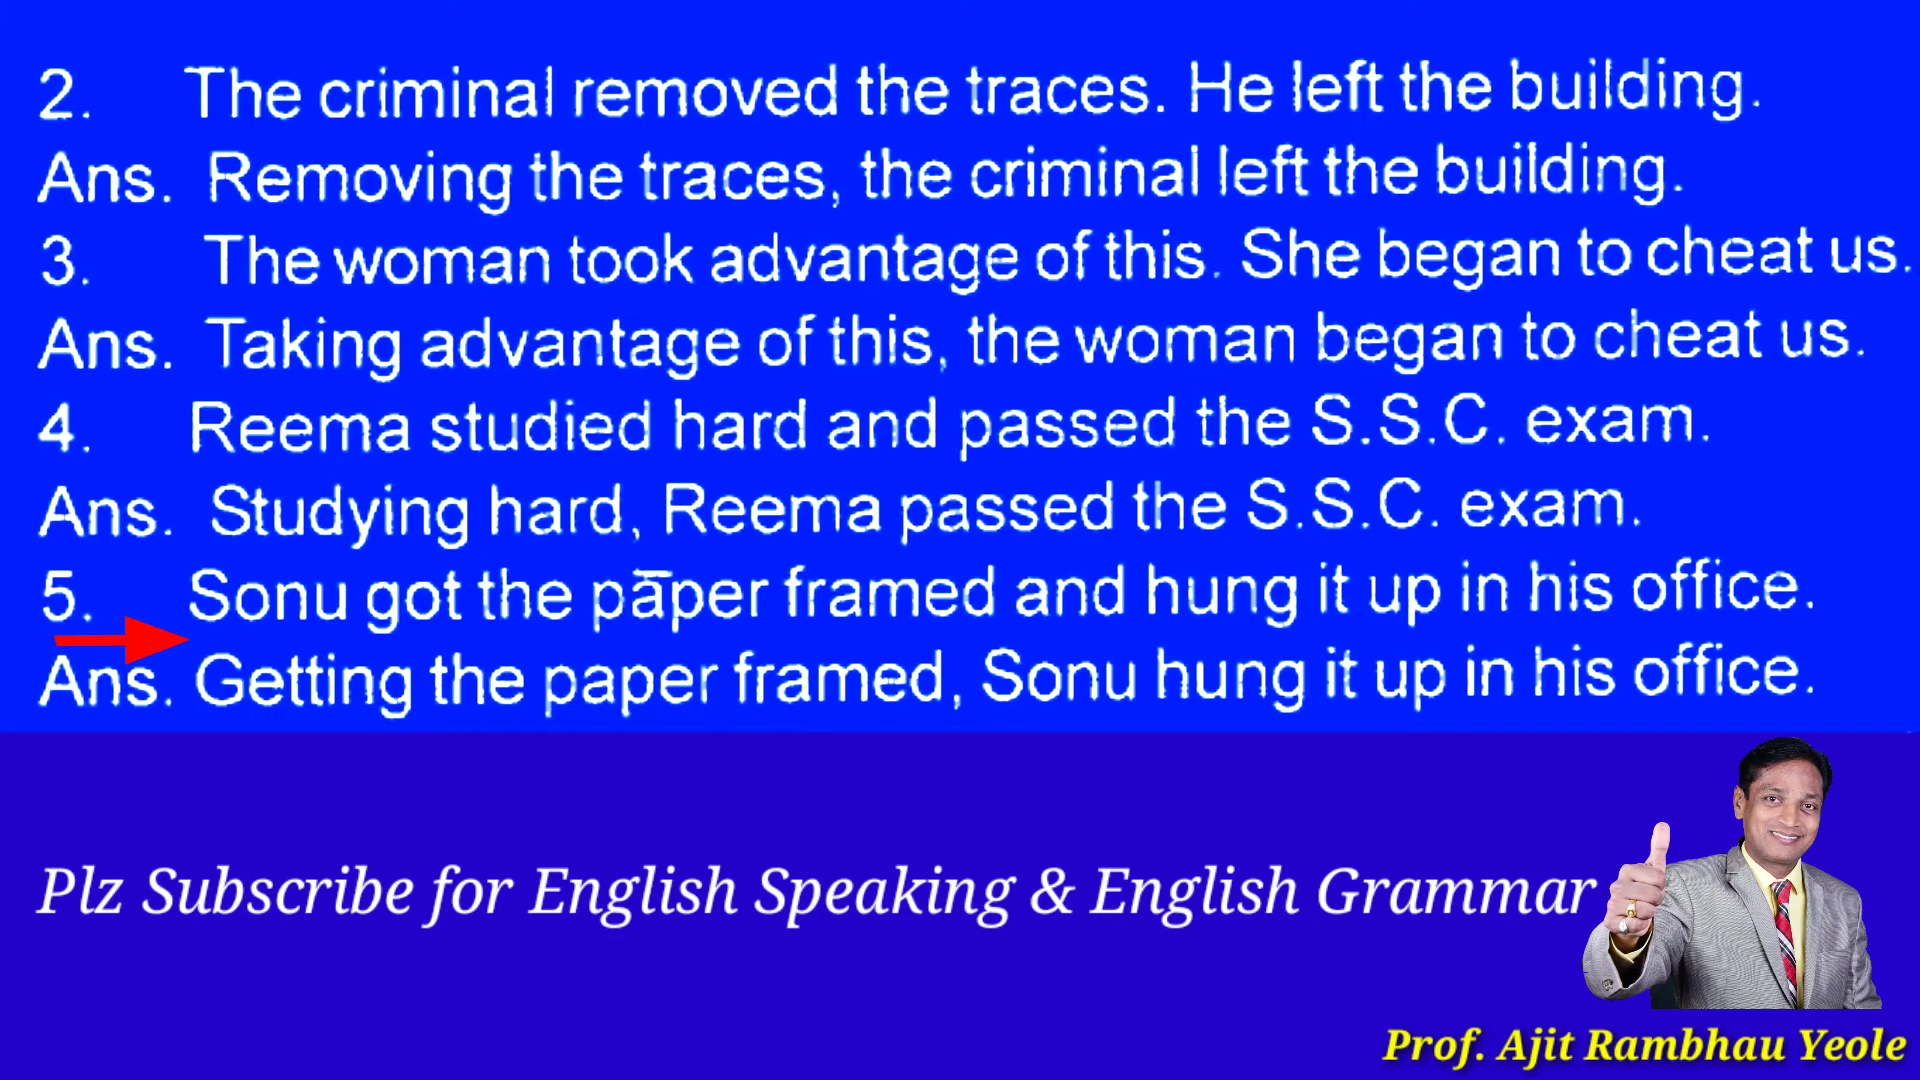 2. The criminal removed the traces. He left the building.
Ans. Removing the traces, the criminal left the building.
3. The woman took advantage of this. She began to cheat us.
Ans. Taking advantage of this, the woman began to cheat us.
4. Reema studied hard and passed the S.S.C. exam.
Ans. Studying hard, Reema passed the S.S.C. exam.
5. Sonu got the pāper framed and hung it up in his office.
Ans. Getting the paper framed, Sonu hung it up in his office.
Plz Subscribe for English Speaking & English Grammar
Prof. Ajit Rambhau Yeole